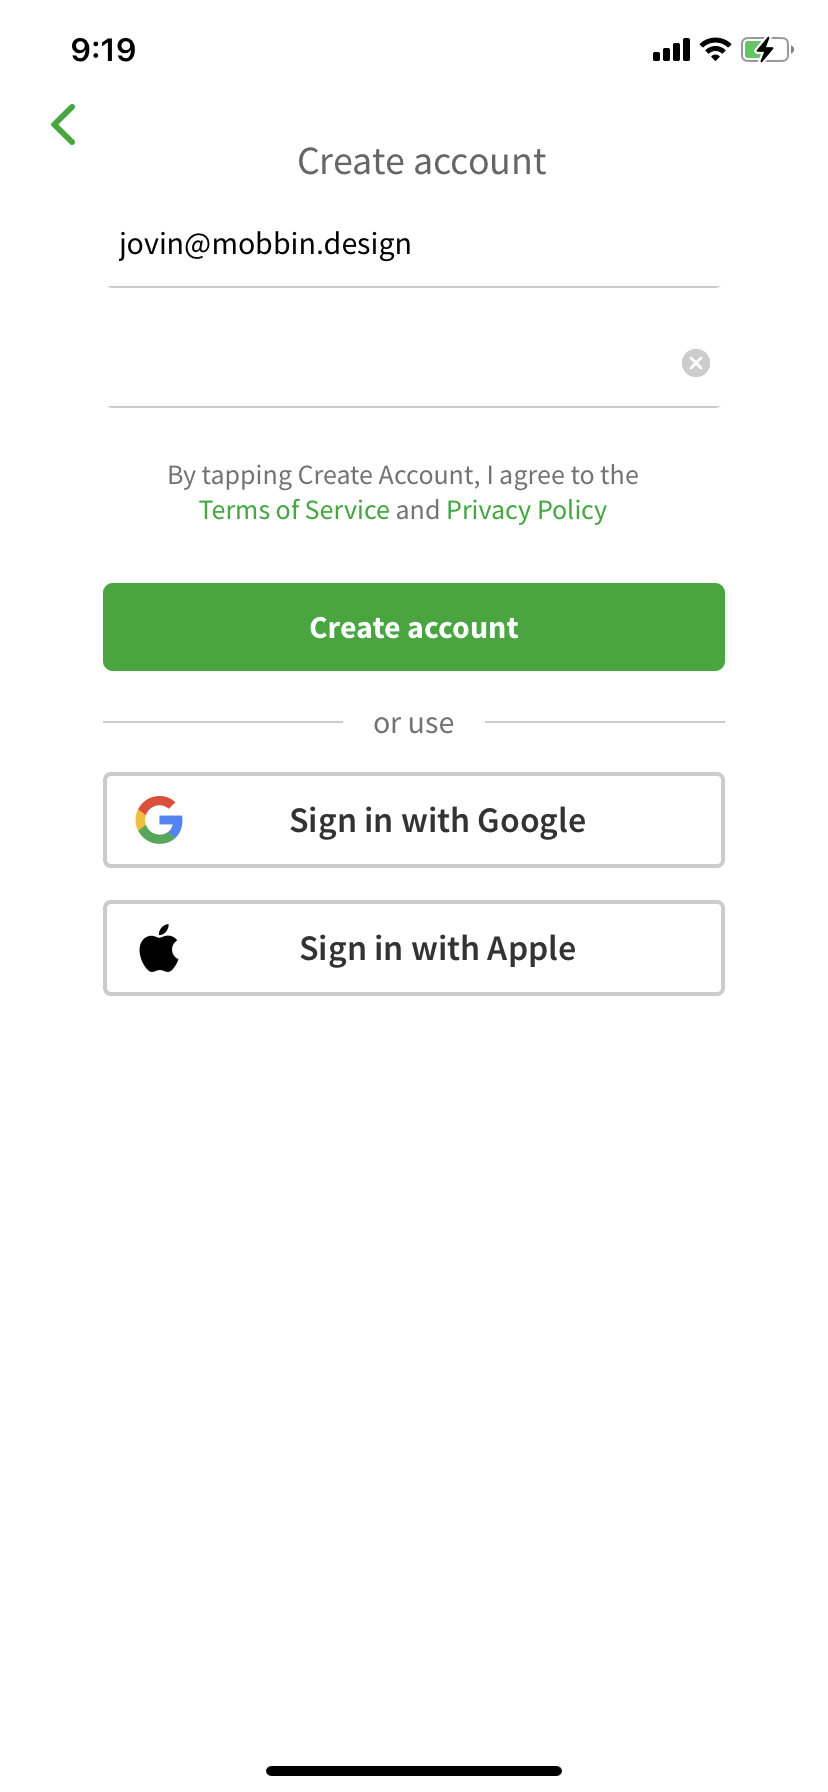 9:19
Create account
jovin@mobbin.design
By tapping Create Account, I agree to the
Terms of Service and Privacy Policy
Create account
or use
Sign in with Google
Sign in with Apple